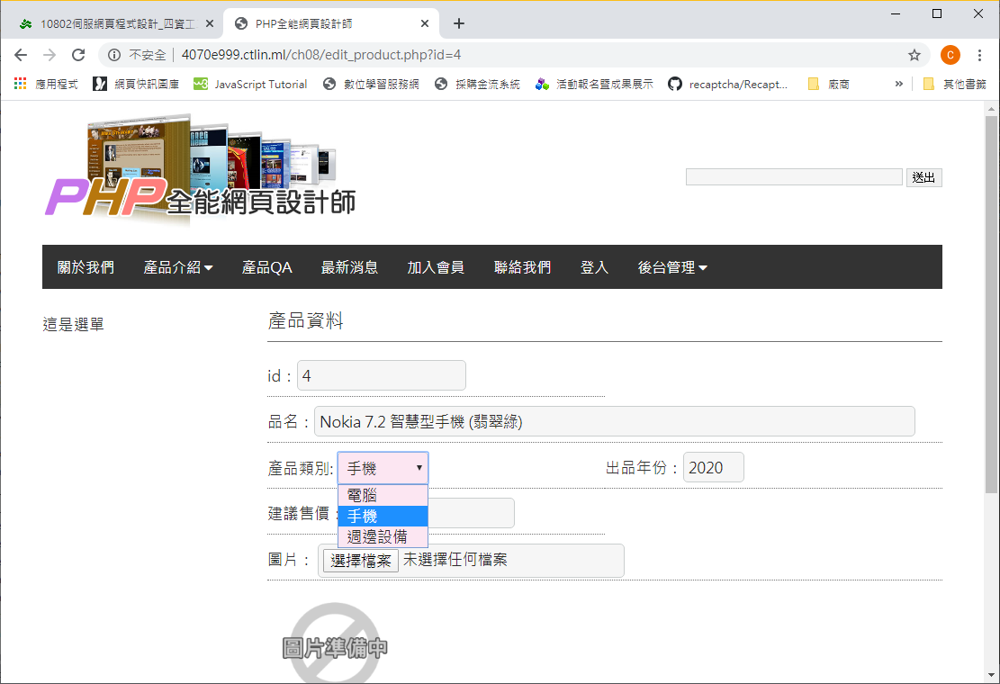 10802伺服網頁程式設計_四資工
PHP全能網頁設計師
不安全 4070e999.ctlin.ml/ch08/edit_product.php?id=4
C
應用程式 網頁快訊圖庫 JavaScript Tutorial 數位學習服務網 採購金流系統 活動報名暨成果展示 recaptcha/Recapt... 廠商 » 其他書籤
PHP全能網頁設計師
送出
關於我們 產品介紹 產品QA 最新消息 加入會員 聯絡我們 登入 後台管理
這是選單
產品資料
id : 4
品名 : Nokia 7.2 智慧型手機 (翡翠綠)
產品類別: 手機 出品年份 : 2020
電腦
手機
週邊設備
建議售價 :
圖片 : 選擇檔案 未選擇任何檔案
圖片準備中